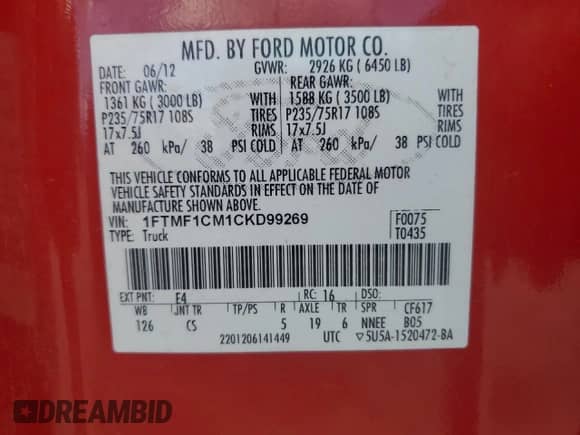 MFD. BY FORD MOTOR CO.
DATE: 06/12 GVWR: 2926 KG (6450 LB)
FRONT GAWR: REAR GAWR:
1361 KG (3000 LB) WITH 1588 KG (3500 LB) WITH
P235/75R17 108S TIRES P235/75R17 108S TIRES
17x7.5J RIMS 17x7.5J RIMS
AT 260 kPa/ 38 PSI COLD AT 260 kPa/ 38 PSI COLD
THIS VEHICLE CONFORMS TO ALL APPLICABLE FEDERAL MOTOR
VEHICLE SAFETY STANDARDS IN EFFECT ON THE DATE OF
MANUFACTURE SHOWN ABOVE.
VIN: 1FTMF1CM1CKD99269 F0075
TYPE: Truck T0435
EXT PNT: F4 RC: 16 DSO:
WB INT TR TP/PS R AXLE TR SPR CF617
126 CS 5 19 6 NNEE B05
2201206141449 UTC ▽5U5A-1520472-BA
DREAMBID